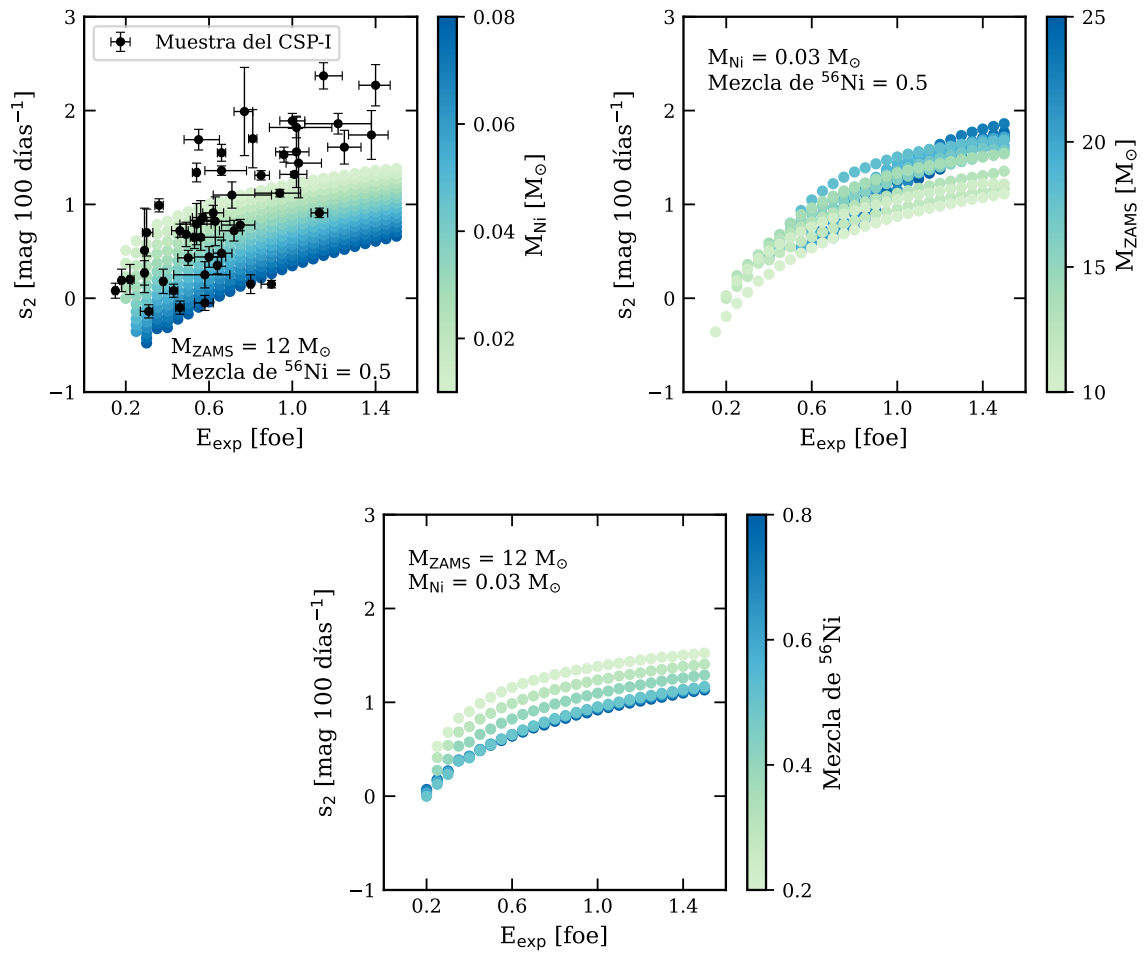 Muestra del CSP-I
M_ZAMS = 12 M_⊙
Mezcla de ⁵⁶Ni = 0.5
s₂ [mag 100 días⁻¹]
3
2
1
0
−1
0.2
0.6
1.0
1.4
E_exp [foe]
0.08
0.06
0.04
0.02
M_Ni [M_⊙]
M_Ni = 0.03 M_⊙
Mezcla de ⁵⁶Ni = 0.5
s₂ [mag 100 días⁻¹]
3
2
1
0
−1
0.2
0.6
1.0
1.4
E_exp [foe]
25
20
15
10
M_ZAMS [M_⊙]
M_ZAMS = 12 M_⊙
M_Ni = 0.03 M_⊙
s₂ [mag 100 días⁻¹]
3
2
1
0
−1
0.2
0.6
1.0
1.4
E_exp [foe]
0.8
0.6
0.4
0.2
Mezcla de ⁵⁶Ni